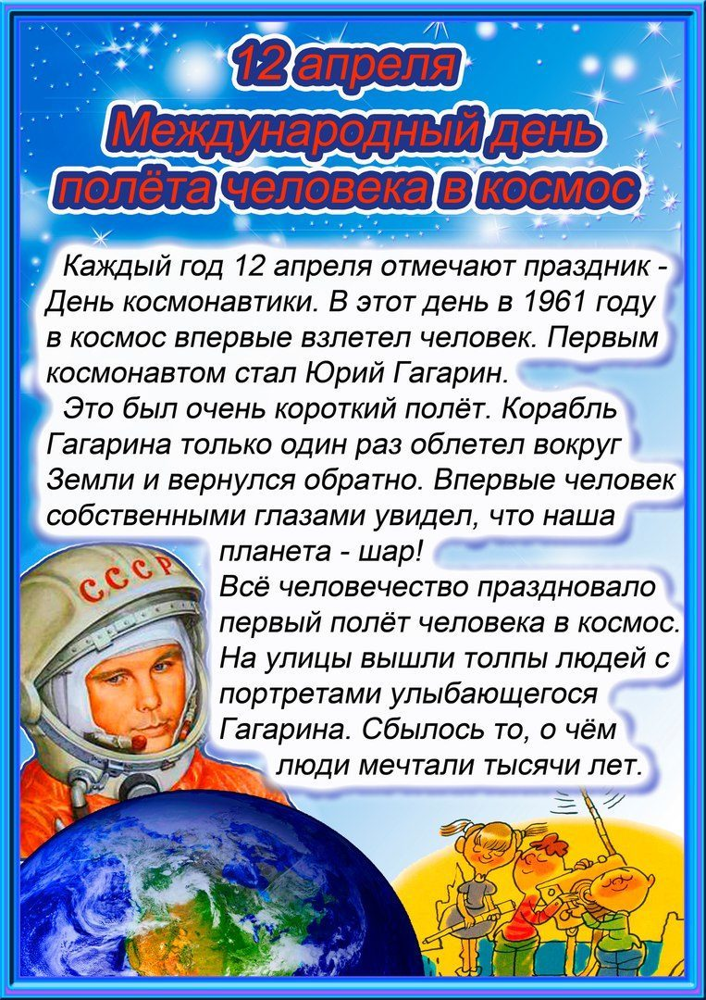 12 апреля
Международный день
полёта человека в космос
Каждый год 12 апреля отмечают праздник -
День космонавтики. В этот день в 1961 году
в космос впервые взлетел человек. Первым
космонавтом стал Юрий Гагарин.
Это был очень короткий полёт. Корабль
Гагарина только один раз облетел вокруг
Земли и вернулся обратно. Впервые человек
собственными глазами увидел, что наша
планета - шар!
Всё человечество праздновало
первый полёт человека в космос.
На улицы вышли толпы людей с
портретами улыбающегося
Гагарина. Сбылось то, о чём
люди мечтали тысячи лет.
СССР